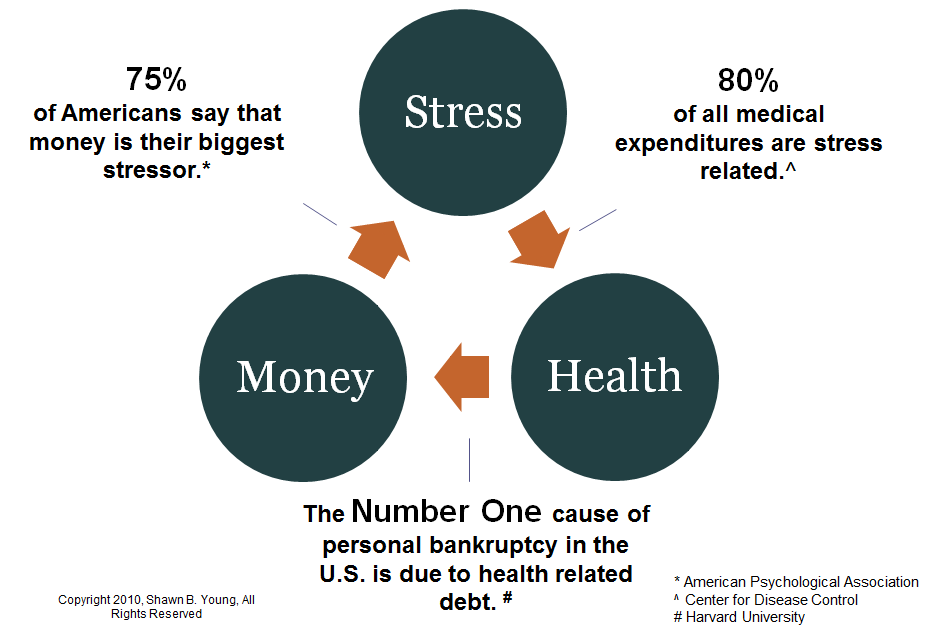 Stress
75%
of Americans say that
money is their biggest
stressor.*
80%
of all medical
expenditures are stress
related.^
Money
Health
The Number One cause of
personal bankruptcy in the
U.S. is due to health related
debt. #
Copyright 2010, Shawn B. Young, All
Rights Reserved
* American Psychological Association
^ Center for Disease Control
# Harvard University